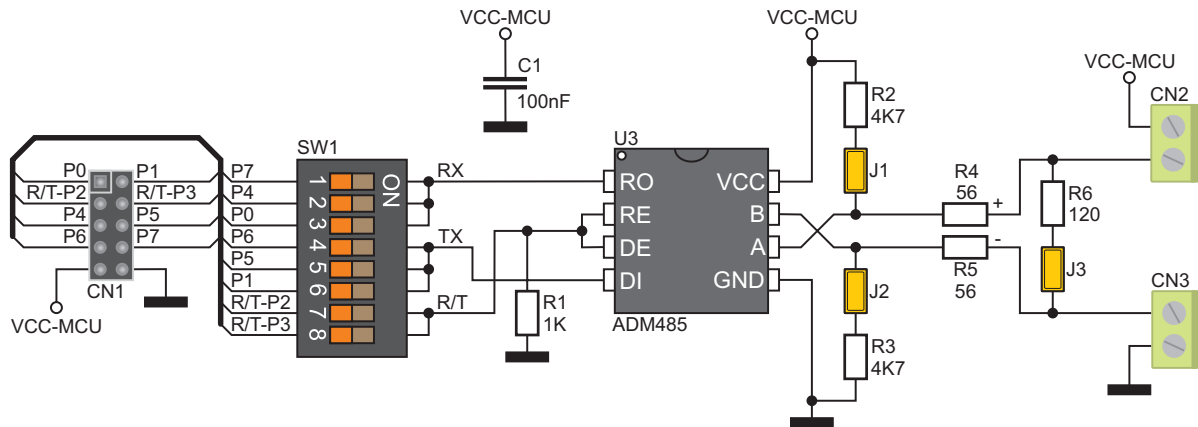 VCC-MCU
C1
100nF
VCC-MCU
R2
4K7
J1
VCC-MCU
CN2
P0
P1
R/T-P2
R/T-P3
P4
P5
P6
P7
CN1
VCC-MCU
P7
P4
P0
P6
P5
P1
R/T-P2
R/T-P3
SW1
1
2
3
4
5
6
7
8
ON
RX
TX
R/T
R1
1K
U3
RO
RE
DE
DI
VCC
B
A
GND
ADM485
J2
R3
4K7
R4
56
+
R5
56
-
R6
120
J3
CN3